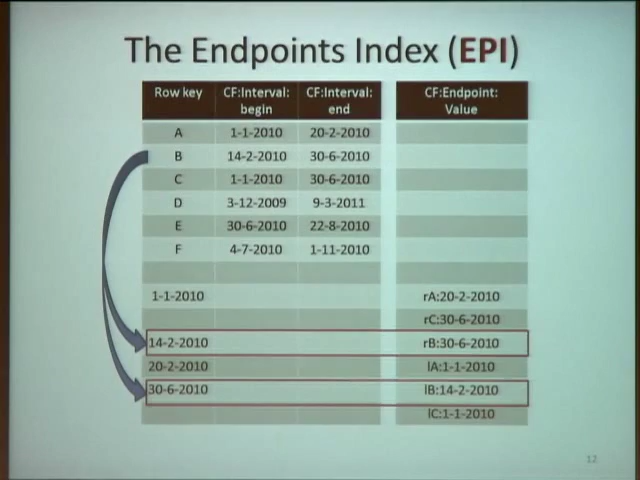 The Endpoints Index (EPI)
Row key CF:Interval: begin CF:Interval: end CF:Endpoint: Value
A 1-1-2010 20-2-2010
B 14-2-2010 30-6-2010
C 1-1-2010 30-6-2010
D 3-12-2009 9-3-2011
E 30-6-2010 22-8-2010
F 4-7-2010 1-11-2010
1-1-2010 rA:20-2-2010
rC:30-6-2010
14-2-2010 rB:30-6-2010
20-2-2010 lA:1-1-2010
30-6-2010 lB:14-2-2010
lC:1-1-2010
12